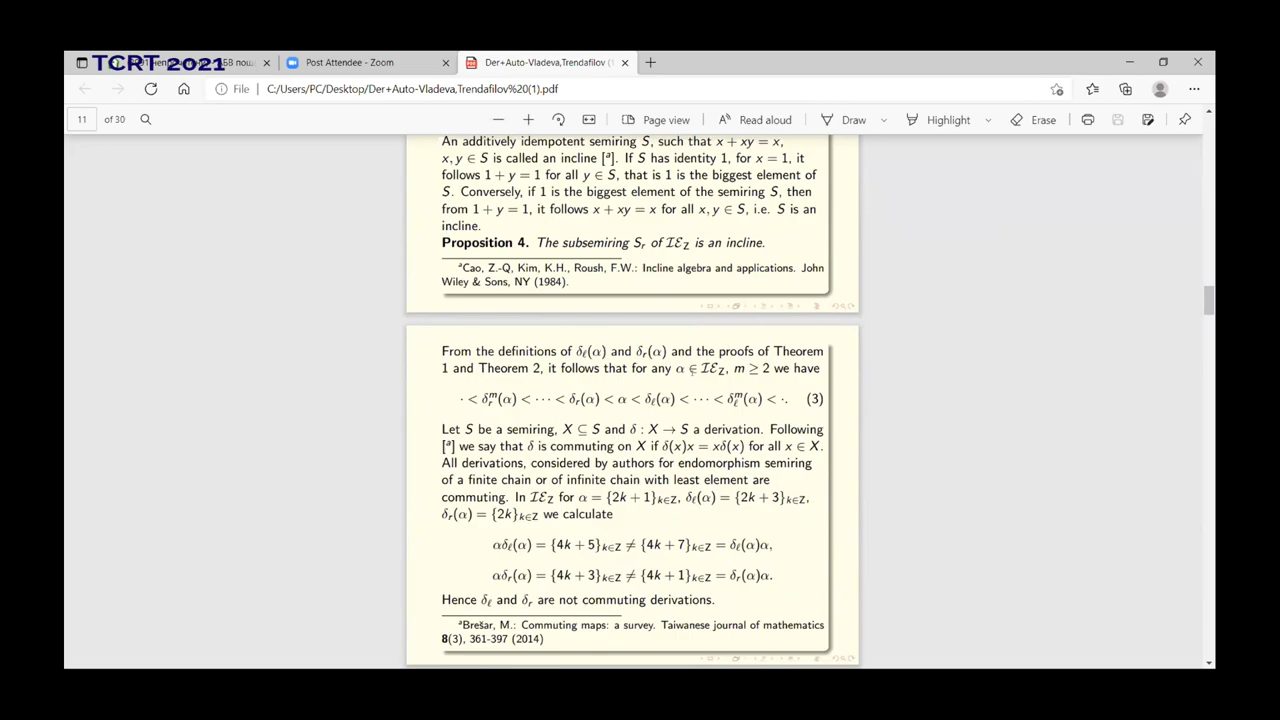 TCRT 2021
Post Attendee - Zoom
Der+Auto-Vladeva,Trendafilov (1
File C:/Users/PC/Desktop/Der+Auto-Vladeva,Trendafilov%20(1).pdf
11 of 30 Page view Read aloud Draw Highlight Erase
An additively idempotent semiring S, such that x + xy = x,
x, y ∈ S is called an incline [ᵃ]. If S has identity 1, for x = 1, it
follows 1 + y = 1 for all y ∈ S, that is 1 is the biggest element of
S. Conversely, if 1 is the biggest element of the semiring S, then
from 1 + y = 1, it follows x + xy = x for all x, y ∈ S, i.e. S is an
incline.
Proposition 4. The subsemiring Sᵣ of ℐℰ_Z is an incline.
ᵃCao, Z.-Q, Kim, K.H., Roush, F.W.: Incline algebra and applications. John
Wiley & Sons, NY (1984).
From the definitions of δ_ℓ(α) and δᵣ(α) and the proofs of Theorem
1 and Theorem 2, it follows that for any α ∈ ℐℰ_Z, m ≥ 2 we have
· < δᵣᵐ(α) < ··· < δᵣ(α) < α < δ_ℓ(α) < ··· < δ_ℓᵐ(α) < ·. (3)
Let S be a semiring, X ⊆ S and δ : X → S a derivation. Following
[ᵃ] we say that δ is commuting on X if δ(x)x = xδ(x) for all x ∈ X.
All derivations, considered by authors for endomorphism semiring
of a finite chain or of infinite chain with least element are
commuting. In ℐℰ_Z for α = {2k + 1}_{k∈Z}, δ_ℓ(α) = {2k + 3}_{k∈Z},
δᵣ(α) = {2k}_{k∈Z} we calculate
αδ_ℓ(α) = {4k + 5}_{k∈Z} ≠ {4k + 7}_{k∈Z} = δ_ℓ(α)α,
αδᵣ(α) = {4k + 3}_{k∈Z} ≠ {4k + 1}_{k∈Z} = δᵣ(α)α.
Hence δ_ℓ and δᵣ are not commuting derivations.
ᵃBrešar, M.: Commuting maps: a survey. Taiwanese journal of mathematics
8(3), 361-397 (2014)